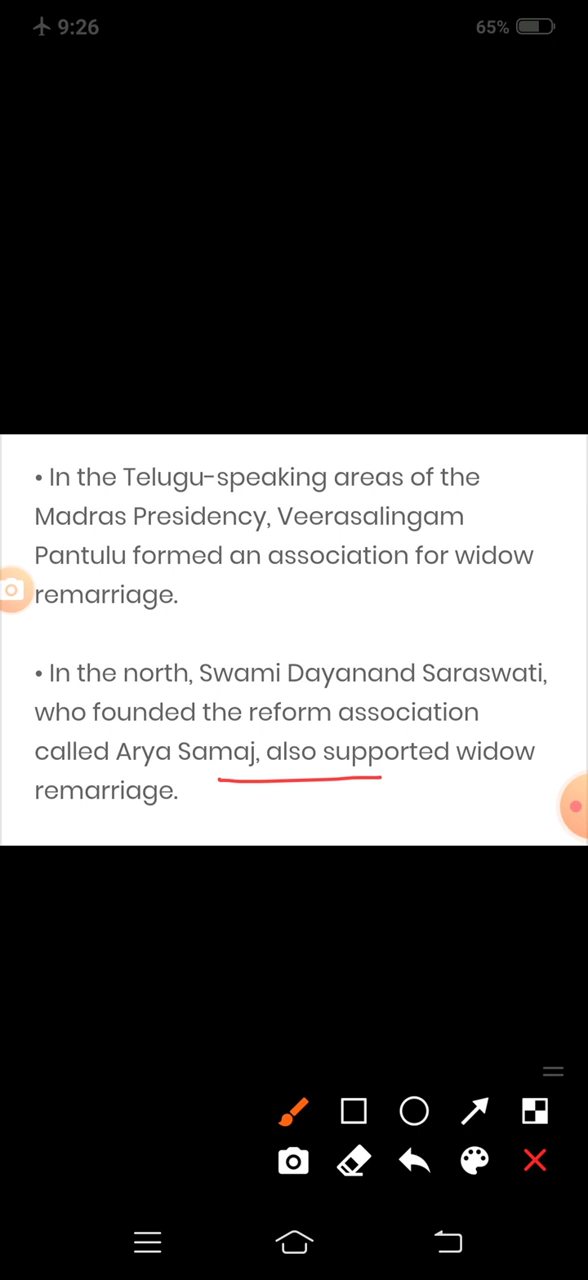 9:26
65%
• In the Telugu-speaking areas of the
Madras Presidency, Veerasalingam
Pantulu formed an association for widow
remarriage.
• In the north, Swami Dayanand Saraswati,
who founded the reform association
called Arya Samaj, also supported widow
remarriage.